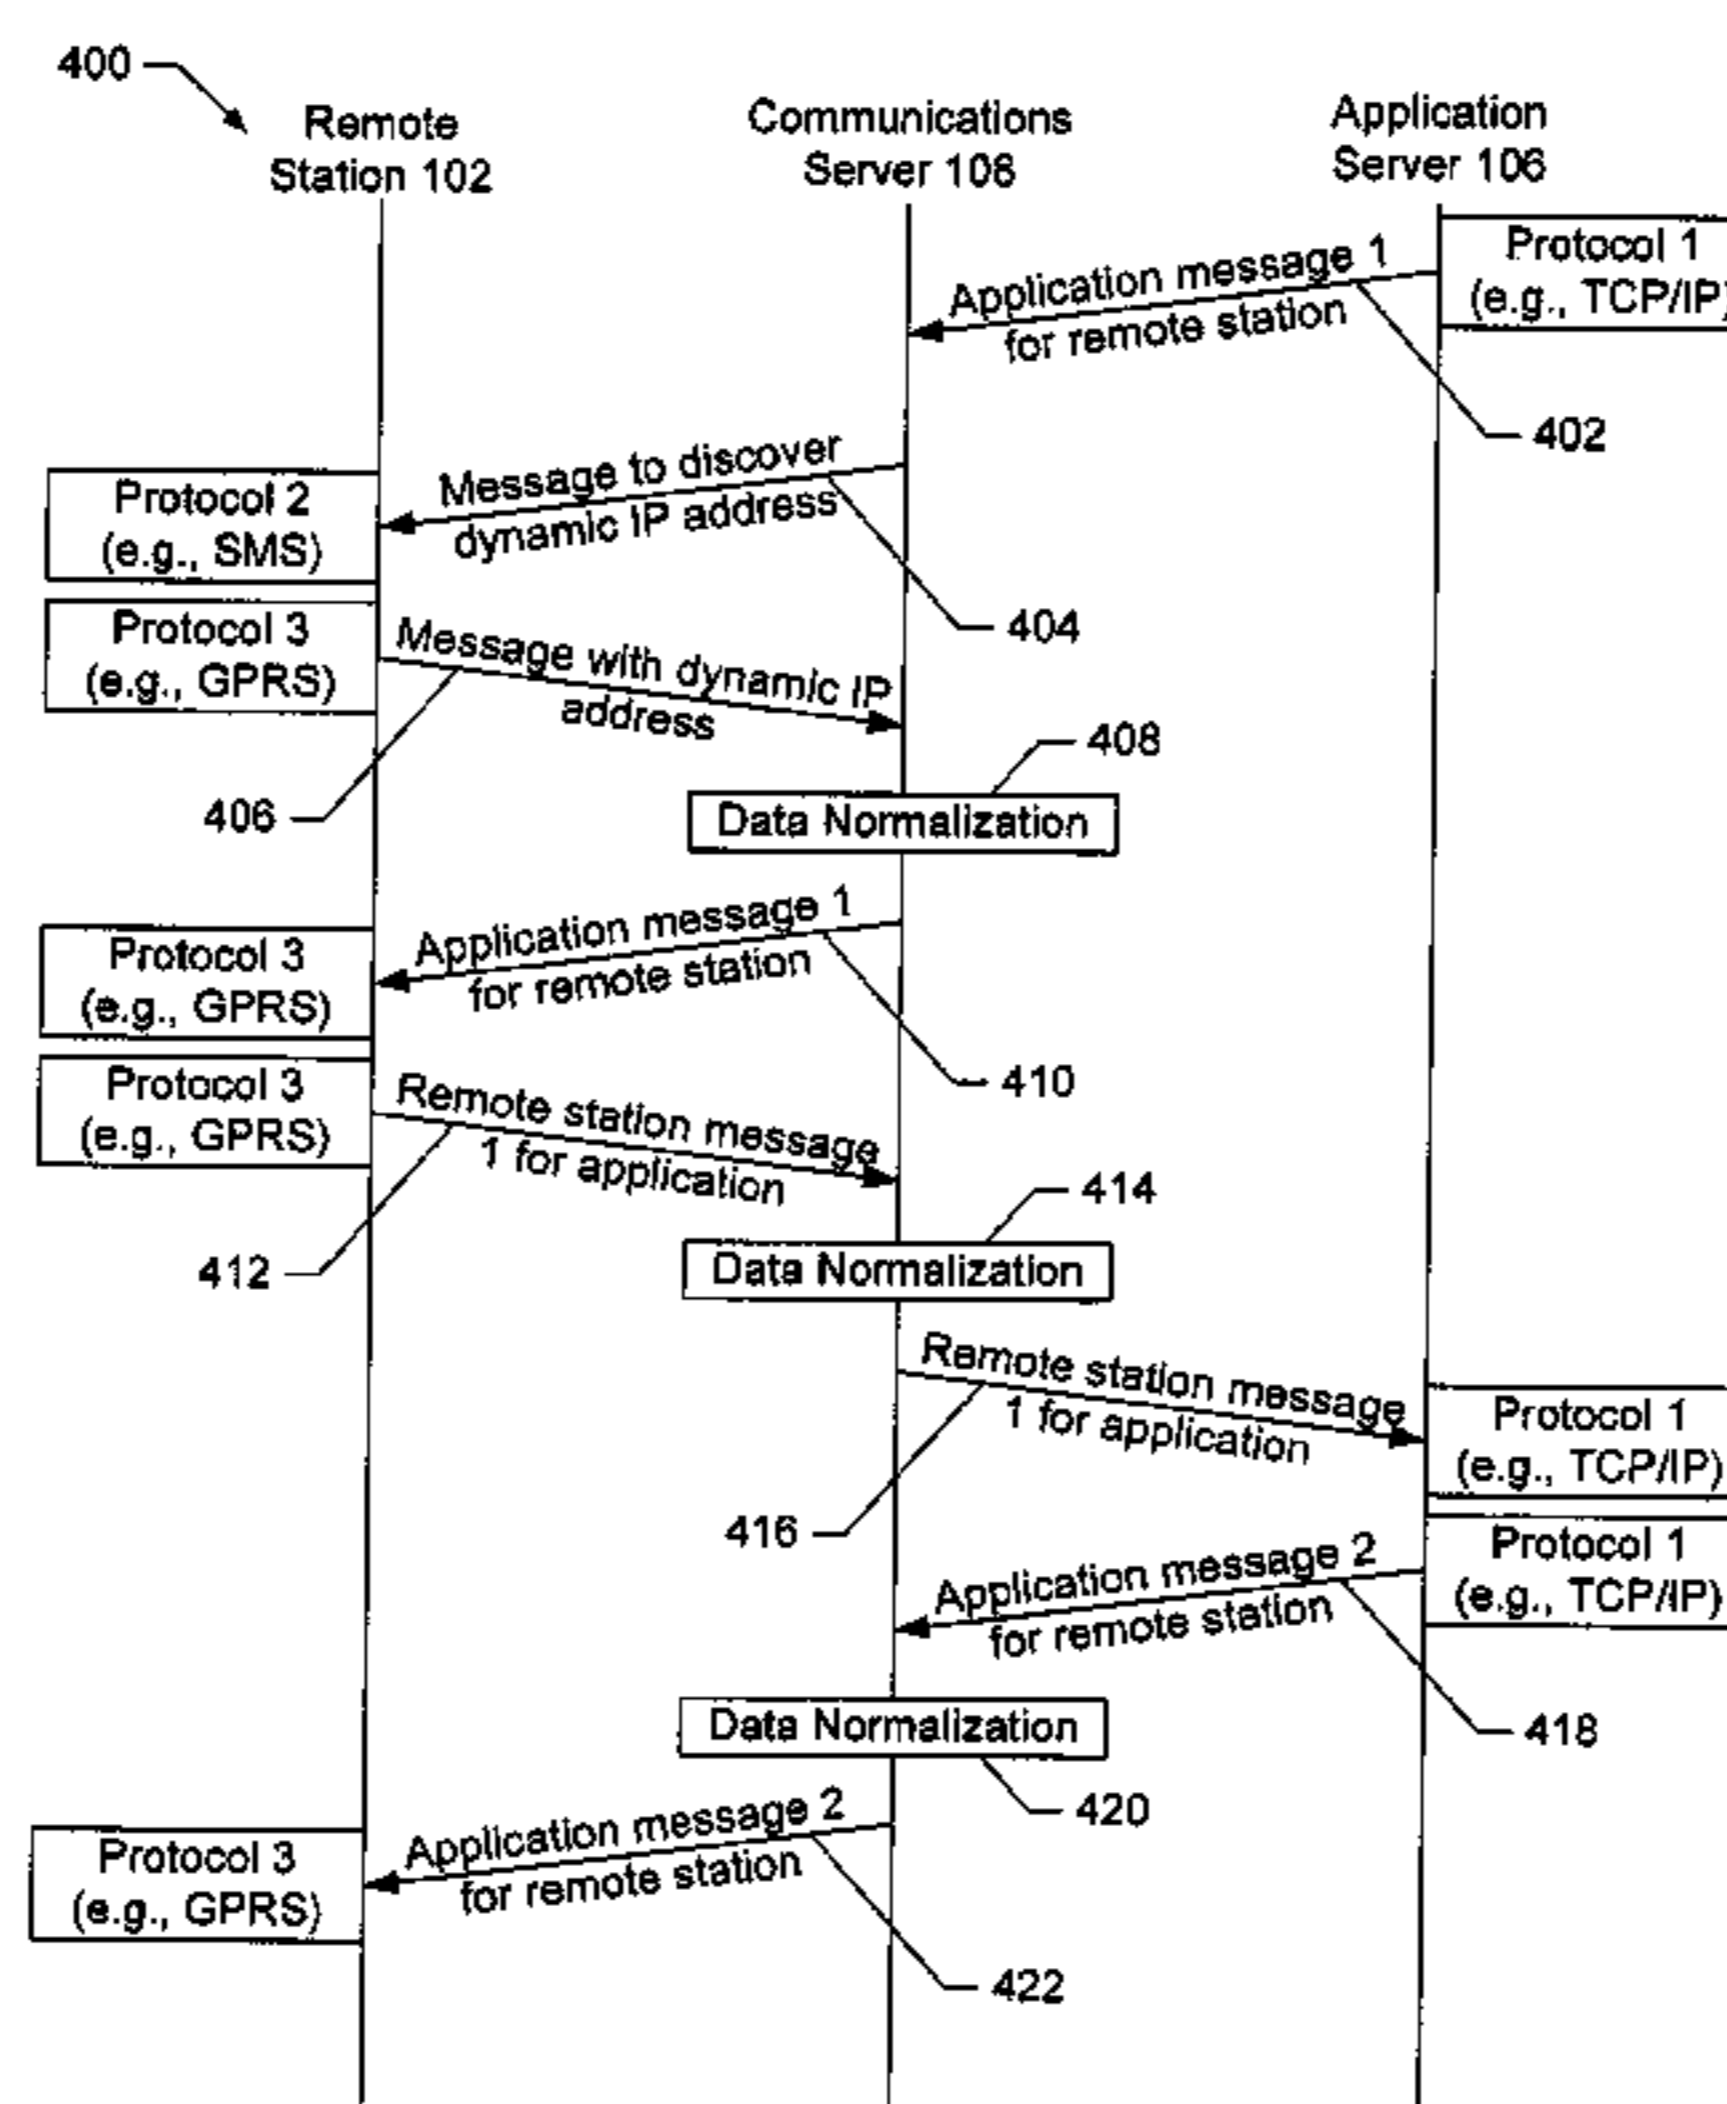 400
Remote
Station 102
Communications
Server 108
Application
Server 106
Protocol 1
(e.g., TCP/IP)
Application message 1
for remote station
402
Message to discover
dynamic IP address
Protocol 2
(e.g., SMS)
404
Protocol 3
(e.g., GPRS)
Message with dynamic IP
address
406
408
Data Normalization
Application message 1
for remote station
Protocol 3
(e.g., GPRS)
410
Protocol 3
(e.g., GPRS)
Remote station message
1 for application
412
414
Data Normalization
Remote station message
1 for application
Protocol 1
(e.g., TCP/IP)
416
Protocol 1
(e.g., TCP/IP)
Application message 2
for remote station
418
Data Normalization
420
Application message 2
for remote station
Protocol 3
(e.g., GPRS)
422